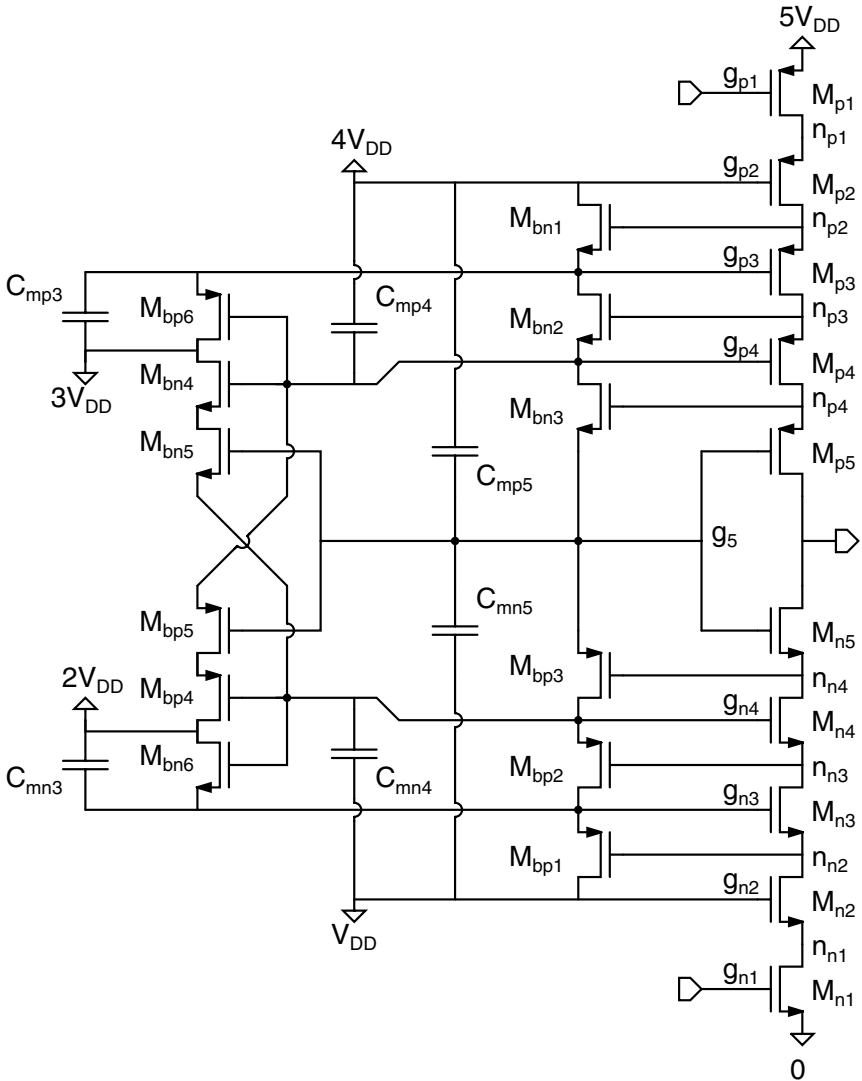 5V_DD
g_p1
M_p1
n_p1
4V_DD
g_p2
M_p2
M_bn1
n_p2
g_p3
M_p3
C_mp3
M_bp6
C_mp4
M_bn2
n_p3
g_p4
M_p4
3V_DD
M_bn4
M_bn3
n_p4
M_bn5
C_mp5
M_p5
g_5
C_mn5
M_bp5
M_n5
2V_DD
M_bp4
M_bp3
n_n4
g_n4
M_n4
C_mn3
M_bn6
C_mn4
M_bp2
n_n3
g_n3
M_n3
M_bp1
n_n2
g_n2
M_n2
V_DD
n_n1
g_n1
M_n1
0